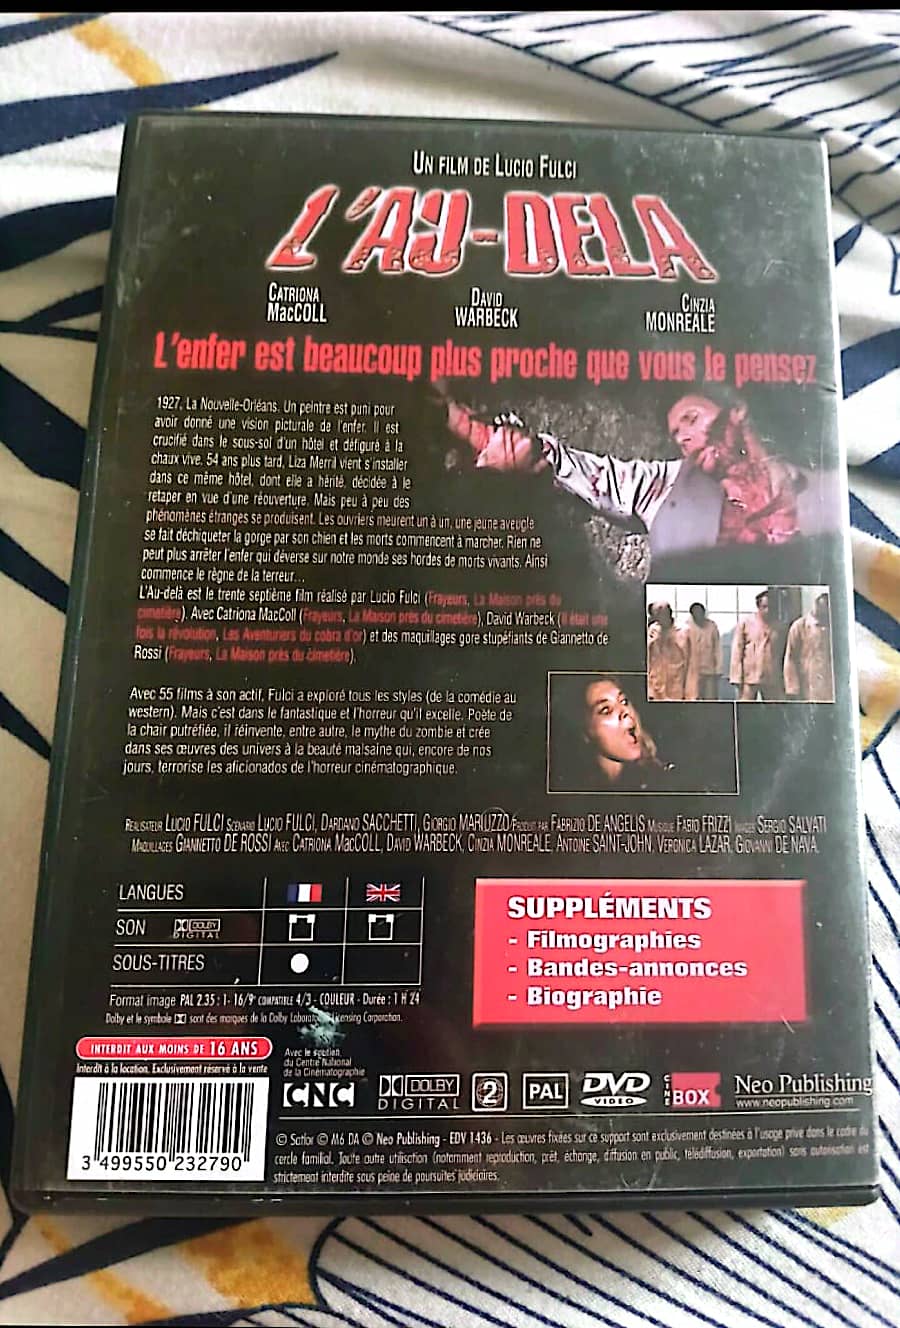 UN FILM DE LUCIO FULCI
L'AU-DELA
CATRIONA MACCOLL
DAVID WARBECK
CINZIA MONREALE
L'enfer est beaucoup plus proche que vous le pensez
1927, La Nouvelle-Orléans. Un peintre est puni pour
avoir donné une vision picturale de l'enfer. Il est
crucifié dans le sous-sol d'un hôtel et défiguré à la
chaux vive. 54 ans plus tard, Liza Merril vient s'installer
dans ce même hôtel, dont elle a hérité, décidée à le
retaper en vue d'une réouverture. Mais peu à peu des
phénomènes étranges se produisent. Les ouvriers meurent un à un, une jeune aveugle
se fait déchiqueter la gorge par son chien et les morts commencent à marcher. Rien ne
peut plus arrêter l'enfer qui déverse sur notre monde ses hordes de morts vivants. Ainsi
commence le règne de la terreur...
L'Au-delà est le trente septième film réalisé par Lucio Fulci (Frayeurs, La Maison près du
cimetière). Avec Catriona MacColl (Frayeurs, La Maison près du cimetière), David Warbeck (Il était une
fois la révolution, Les Aventuriers du cobra d'or) et des maquillages gore stupéfiants de Giannetto de
Rossi (Frayeurs, La Maison près du cimetière).
Avec 55 films à son actif, Fulci a exploré tous les styles (de la comédie au
western). Mais c'est dans le fantastique et l'horreur qu'il excelle. Poète de
la chair putréfiée, il réinvente, entre autre, le mythe du zombie et crée
dans ses œuvres des univers à la beauté malsaine qui, encore de nos
jours, terrorise les aficionados de l'horreur cinématographique.
RÉALISATEUR LUCIO FULCI SCÉNARIO LUCIO FULCI, DARDANO SACCHETTI, GIORGIO MARIUZZO PRODUIT PAR FABRIZIO DE ANGELIS MUSIQUE FABIO FRIZZI IMAGES SERGIO SALVATI
MAQUILLAGES GIANNETTO DE ROSSI AVEC CATRIONA MACCOLL, DAVID WARBECK, CINZIA MONREALE, ANTOINE SAINT-JOHN, VERONICA LAZAR, GIOVANNI DE NAVA.
LANGUES
SON DOLBY DIGITAL
SOUS-TITRES
SUPPLÉMENTS
- Filmographies
- Bandes-annonces
- Biographie
Format image PAL 2.35 : 1- 16/9e COMPATIBLE 4/3 - COULEUR - Durée : 1 H 24
Dolby et le symbole sont des marques de la Dolby Laboratories Licensing Corporation.
INTERDIT AUX MOINS DE 16 ANS
Interdit à la location. Exclusivement réservé à la vente
3 499550 232790
Avec le soutien
du Centre National
de la Cinématographie
CNC
DOLBY DIGITAL
2
PAL
DVD VIDEO
CINE BOX
Neo Publishing
www.neopublishing.com
© Satlor © M6 DA © Neo Publishing - EDV 1436 - Les œuvres fixées sur ce support sont exclusivement destinées à l'usage privé dans le cadre du
cercle familial. Toute autre utilisation (notamment reproduction, prêt, échange, diffusion en public, télédiffusion, exportation) sans autorisation est
strictement interdite sous peine de poursuites judiciaires.